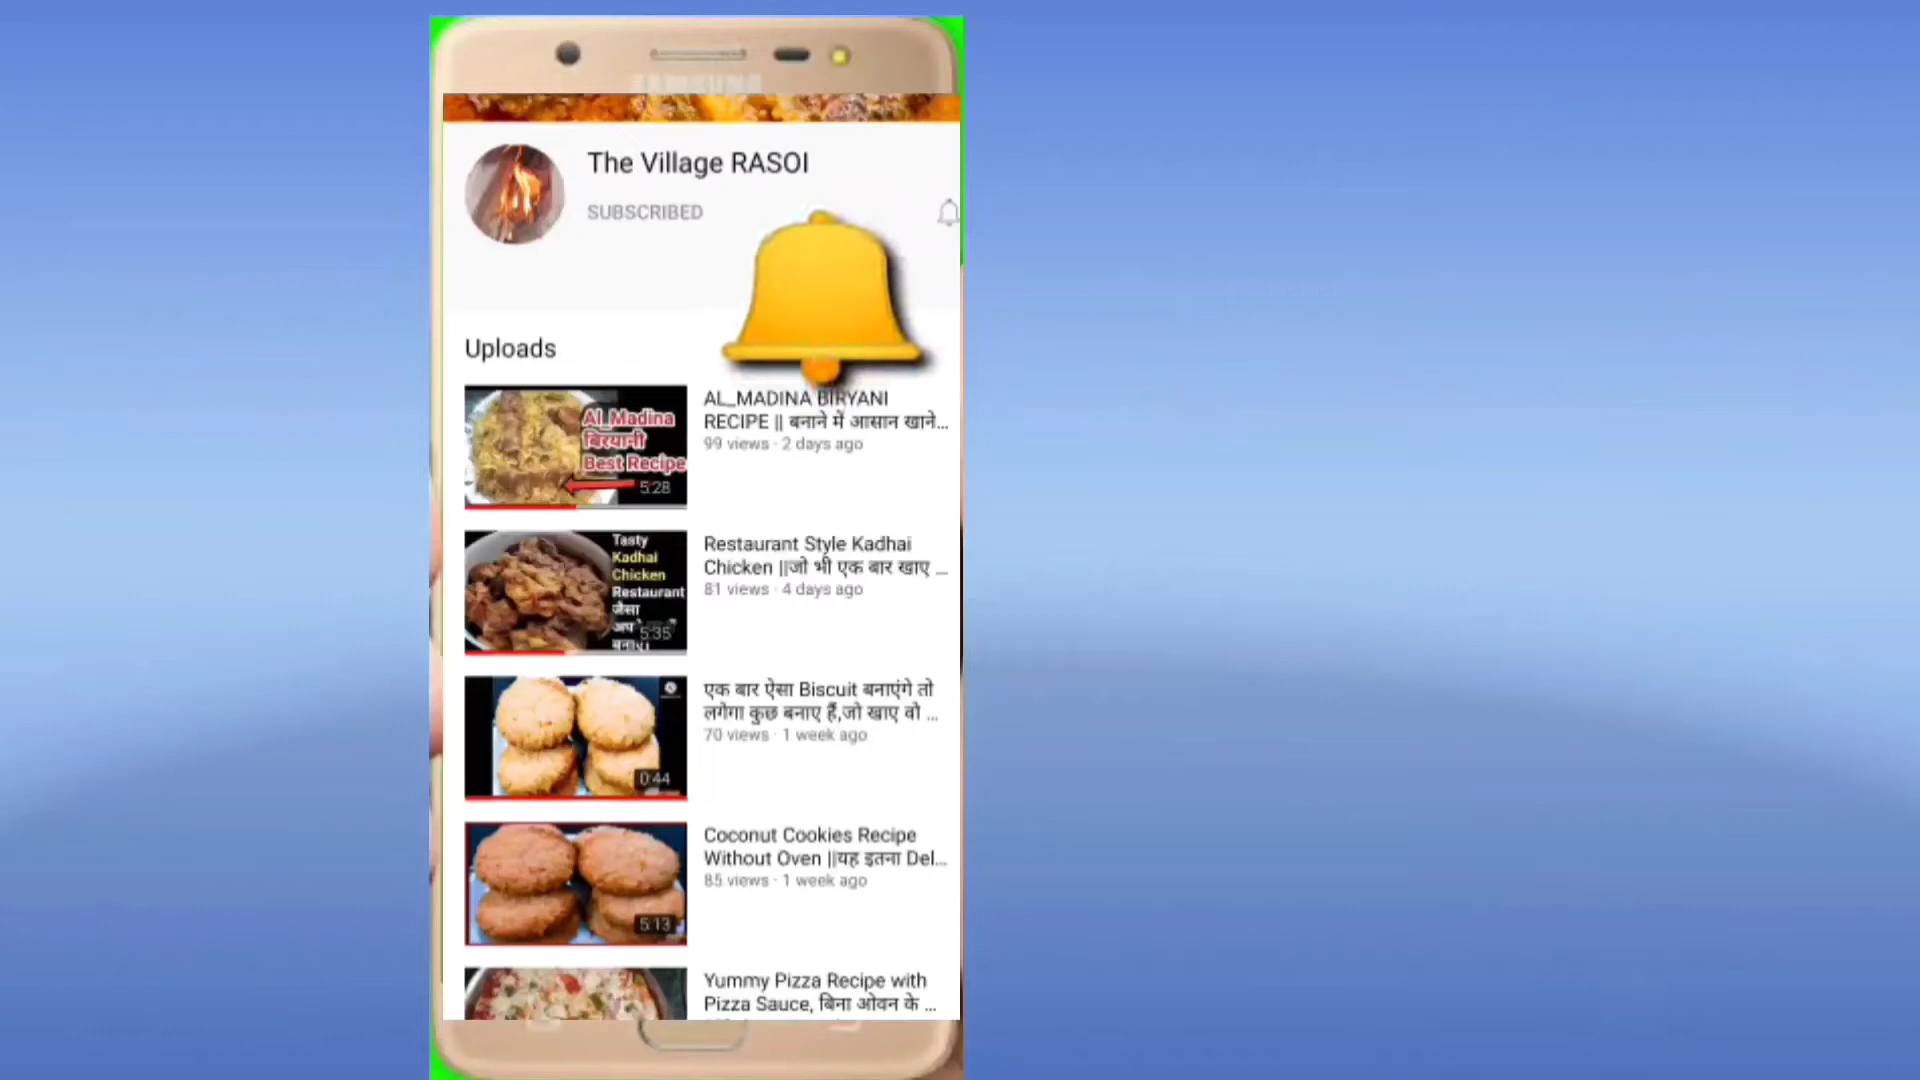 SAMSUNG
The Village RASOI
SUBSCRIBED
Uploads
Al_Madina
बिरयानी
Best Recipe
5:28
AL_MADINA BIRYANI
RECIPE || बनाने में आसान खाने...
99 views · 2 days ago
Tasty
Kadhai
Chicken
Restaurant
जैसा
5:35
Restaurant Style Kadhai
Chicken ||जो भी एक बार खाए ...
81 views · 4 days ago
0:44
एक बार ऐसा Biscuit बनाएंगे तो
लगेगा कुछ बनाए हैं,जो खाए वो ...
70 views · 1 week ago
5:13
Coconut Cookies Recipe
Without Oven ||यह इतना Del...
85 views · 1 week ago
Yummy Pizza Recipe with
Pizza Sauce, बिना ओवन के ...